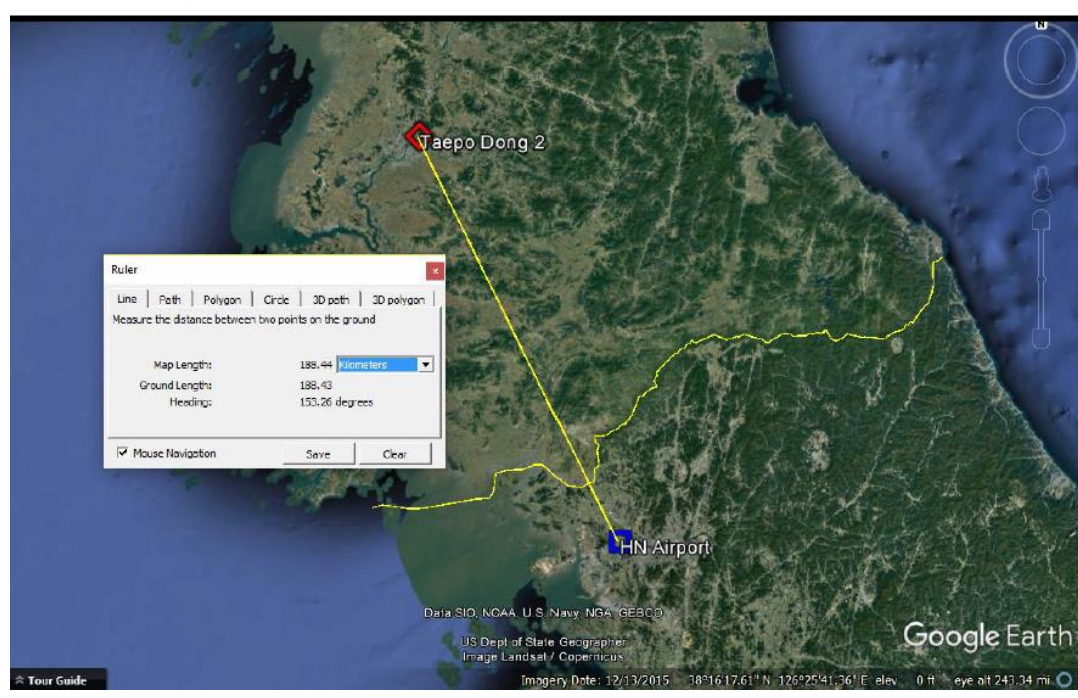 N
Taepo Dong 2
Ruler
Line Path Polygon Circle 3D path 3D polygon
Measure the distance between two points on the ground
Map Length: 188.44 Kilometers
Ground Length: 188.43
Heading: 153.26 degrees
Mouse Navigation Save Clear
HN Airport
Data SIO, NOAA, U.S. Navy, NGA, GEBCO
US Dept of State Geographer
Image Landsat / Copernicus
Google Earth
Tour Guide
Imagery Date: 12/13/2015 38°16'17.61" N 126°25'41.36" E elev 0 ft eye alt 243.34 mi